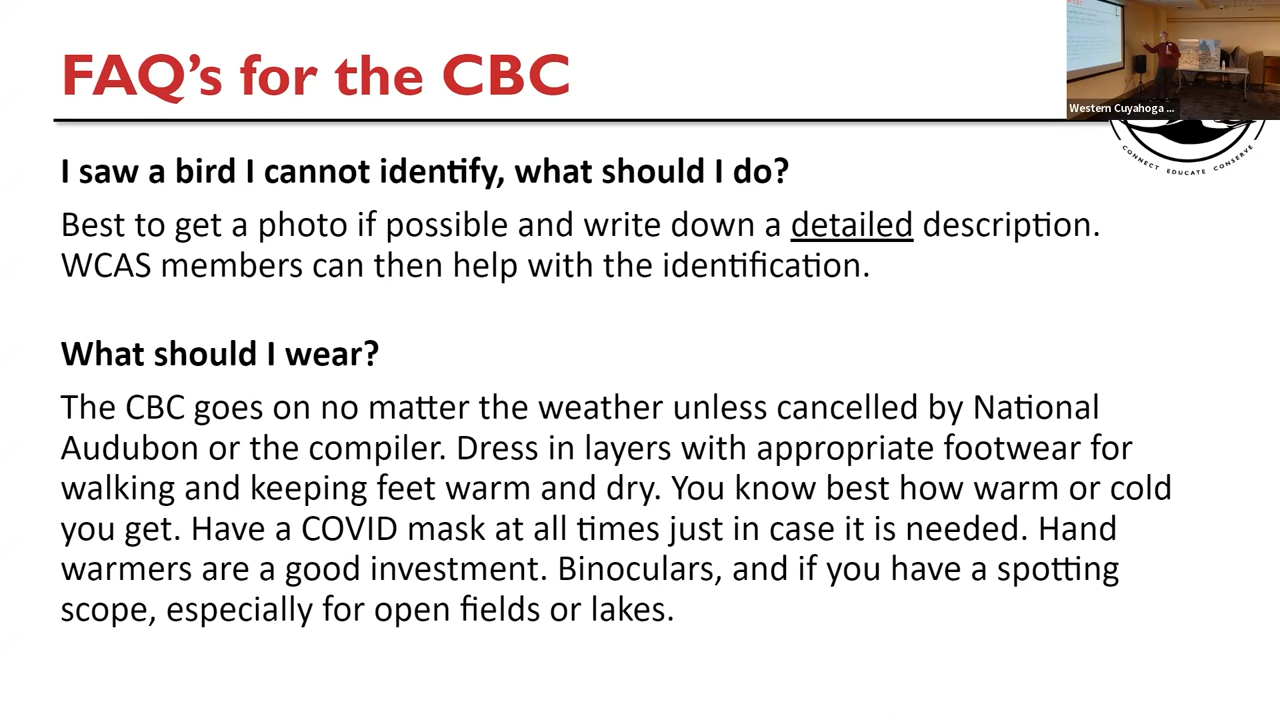 FAQ’s for the CBC
Western Cuyahoga ...
CONNECT EDUCATE CONSERVE
I saw a bird I cannot identify, what should I do?
Best to get a photo if possible and write down a detailed description.
WCAS members can then help with the identification.
What should I wear?
The CBC goes on no matter the weather unless cancelled by National
Audubon or the compiler. Dress in layers with appropriate footwear for
walking and keeping feet warm and dry. You know best how warm or cold
you get. Have a COVID mask at all times just in case it is needed. Hand
warmers are a good investment. Binoculars, and if you have a spotting
scope, especially for open fields or lakes.